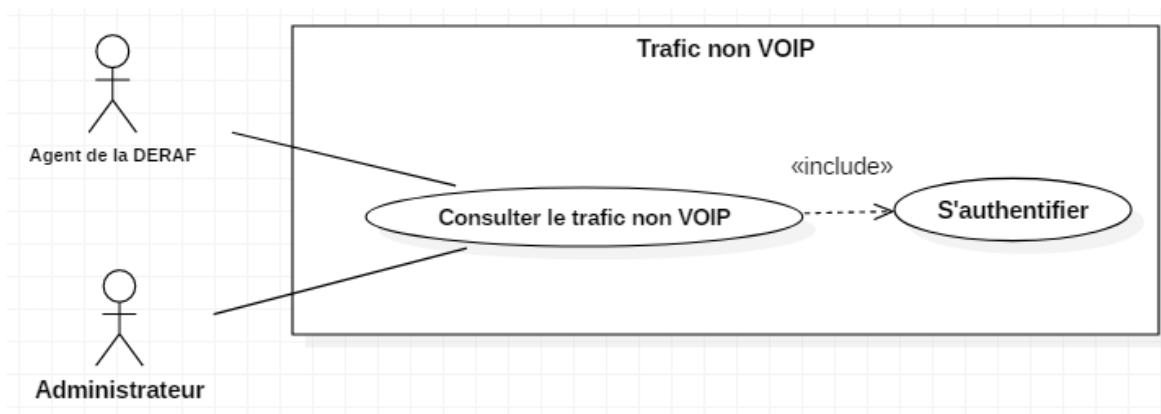 Trafic non VOIP
Agent de la DERAF
«include»
Consulter le trafic non VOIP
S'authentifier
Administrateur